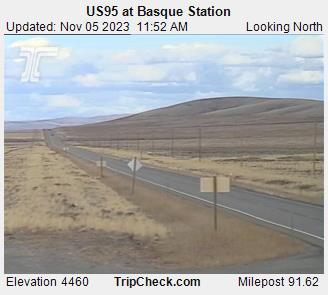 US95 at Basque Station
Updated: Nov 05 2023 11:52 AM Looking North
Elevation 4460 TripCheck.com Milepost 91.62